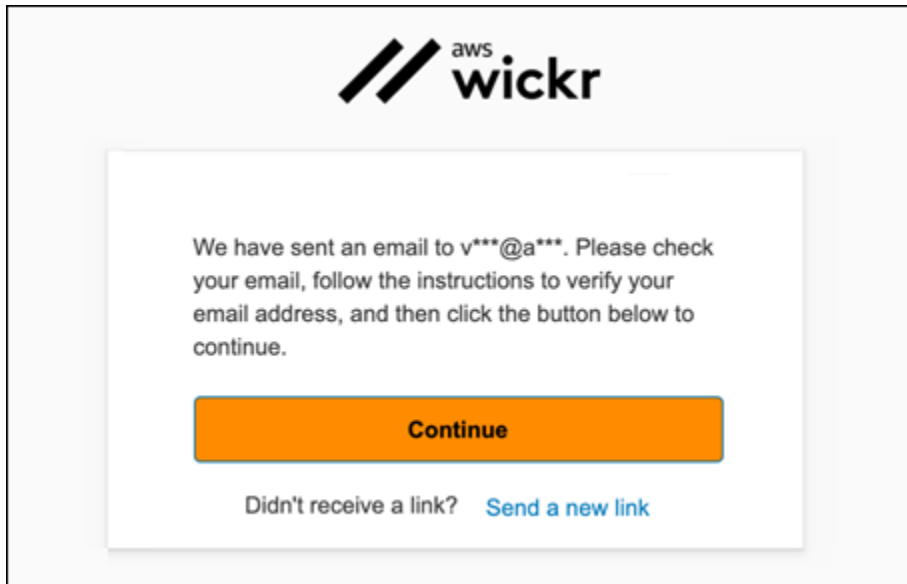 aws
wickr
We have sent an email to v***@a***. Please check
your email, follow the instructions to verify your
email address, and then click the button below to
continue.
Continue
Didn't receive a link? Send a new link